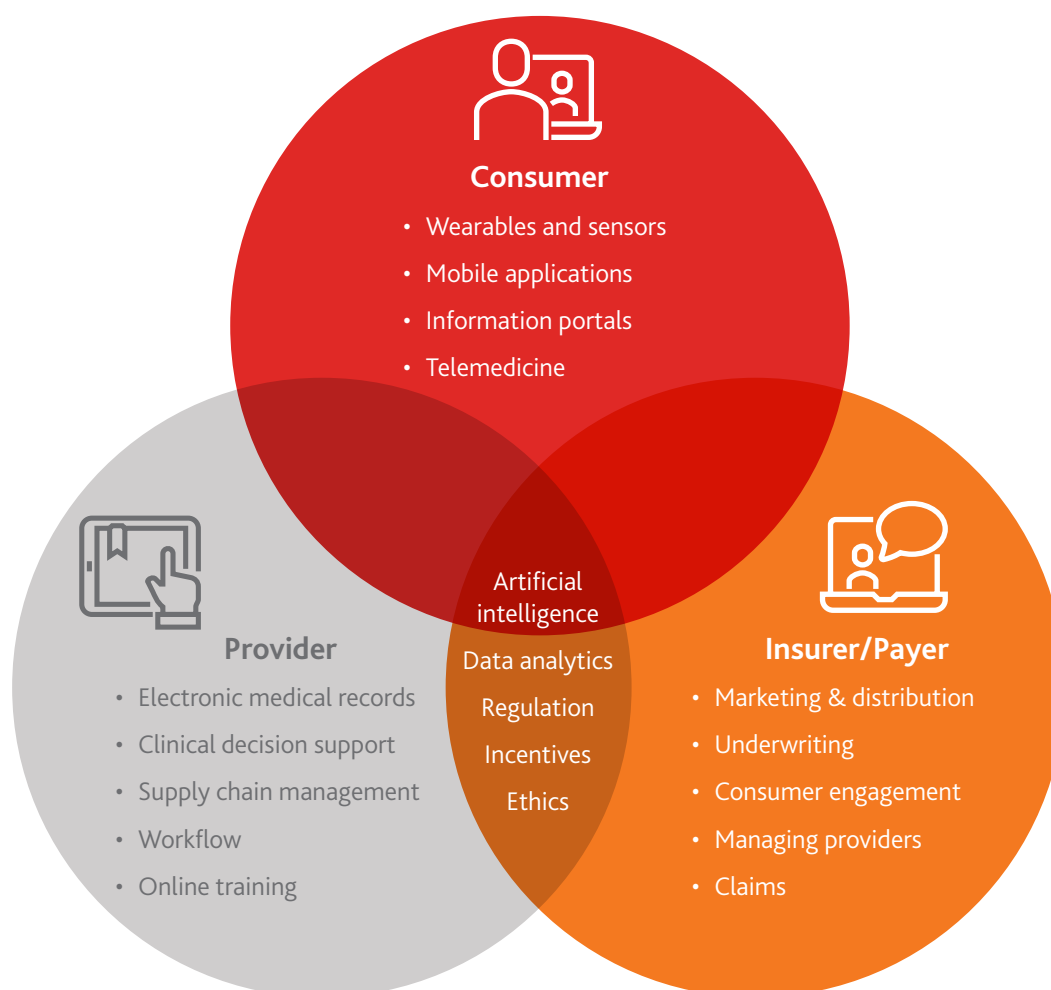 Consumer
• Wearables and sensors
• Mobile applications
• Information portals
• Telemedicine
Provider
• Electronic medical records
• Clinical decision support
• Supply chain management
• Workflow
• Online training
Artificial
intelligence
Data analytics
Regulation
Incentives
Ethics
Insurer/Payer
• Marketing & distribution
• Underwriting
• Consumer engagement
• Managing providers
• Claims